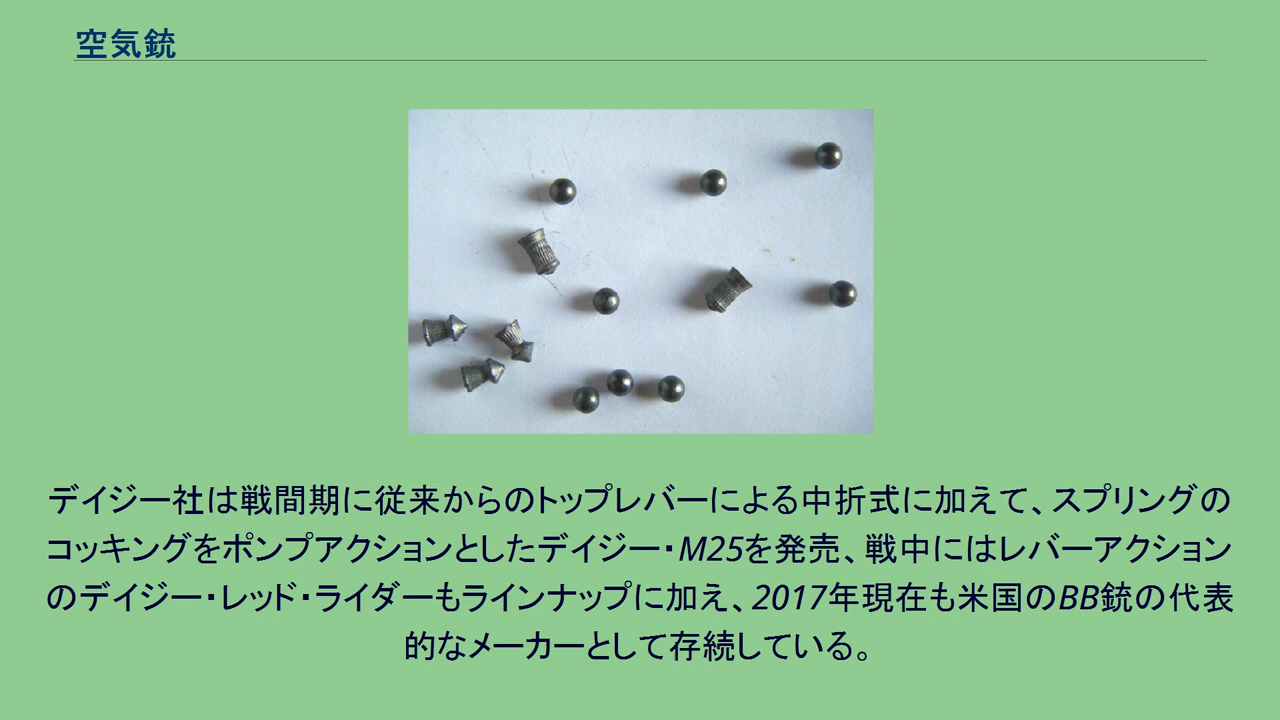 空気銃
デイジー社は戦間期に従来からのトップレバーによる中折式に加えて、スプリングの
コッキングをポンプアクションとしたデイジー・M25を発売、戦中にはレバーアクション
のデイジー・レッド・ライダーもラインナップに加え、2017年現在も米国のBB銃の代表
的なメーカーとして存続している。